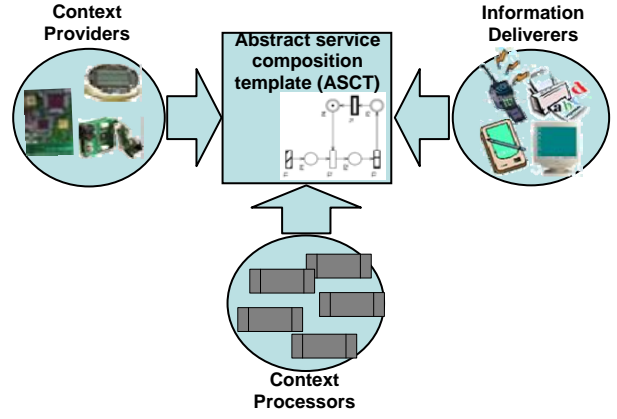 Context
Providers
Abstract service
composition
template (ASCT)
Information
Deliverers
Context
Processors